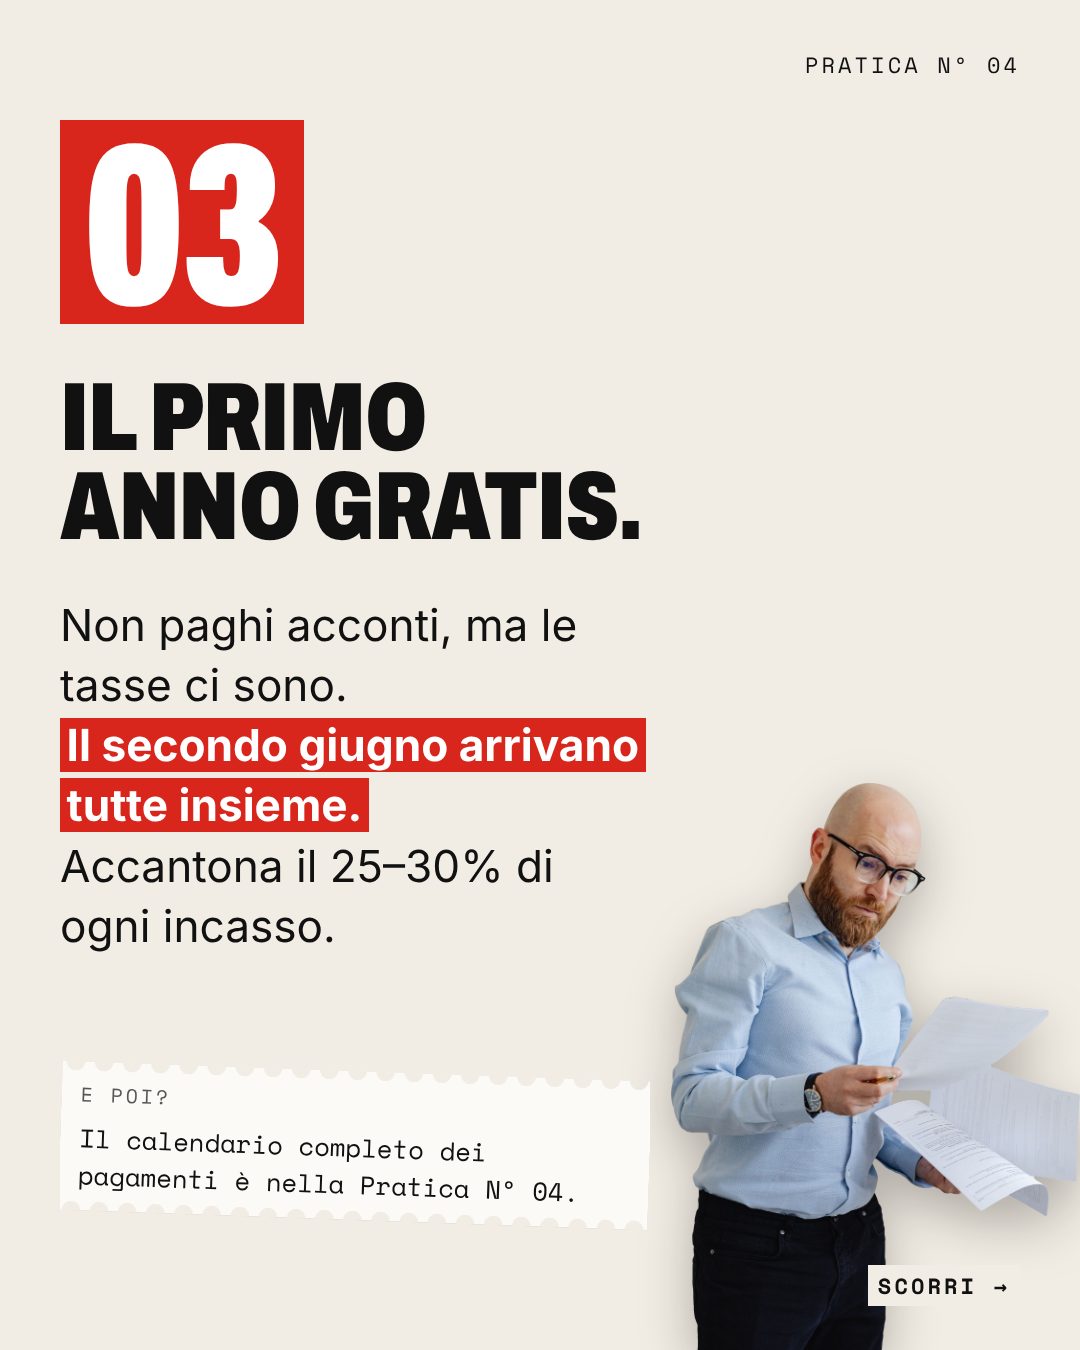 PRATICA N° 04
03
IL PRIMO
ANNO GRATIS.
Non paghi acconti, ma le
tasse ci sono.
Il secondo giugno arrivano
tutte insieme.
Accantona il 25–30% di
ogni incasso.
E POI?
Il calendario completo dei
pagamenti è nella Pratica N° 04.
SCORRI →